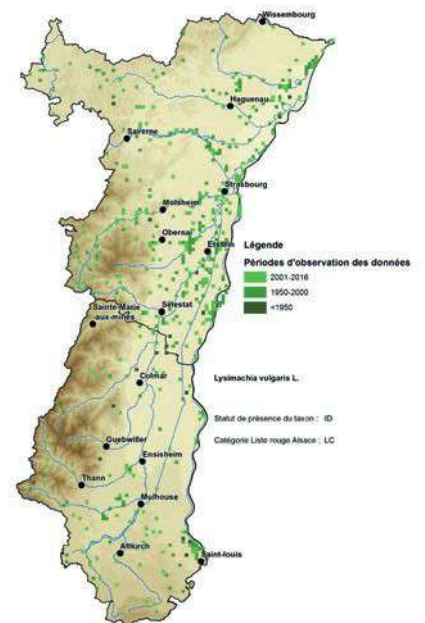 Wissembourg
Haguenau
Saverne
Strasbourg
Molsheim
Obernai
Erstein
Légende
Périodes d'observation des données
2001-2016
1950-2000
<1950
Sélestat
Sainte-Marie
aux-mines
Lysimachia vulgaris L.
Colmar
Statut de présence du taxon : ID
Catégorie Liste rouge Alsace : LC
Guebwiller
Ensisheim
Thann
Mulhouse
Altkirch
Saint-louis